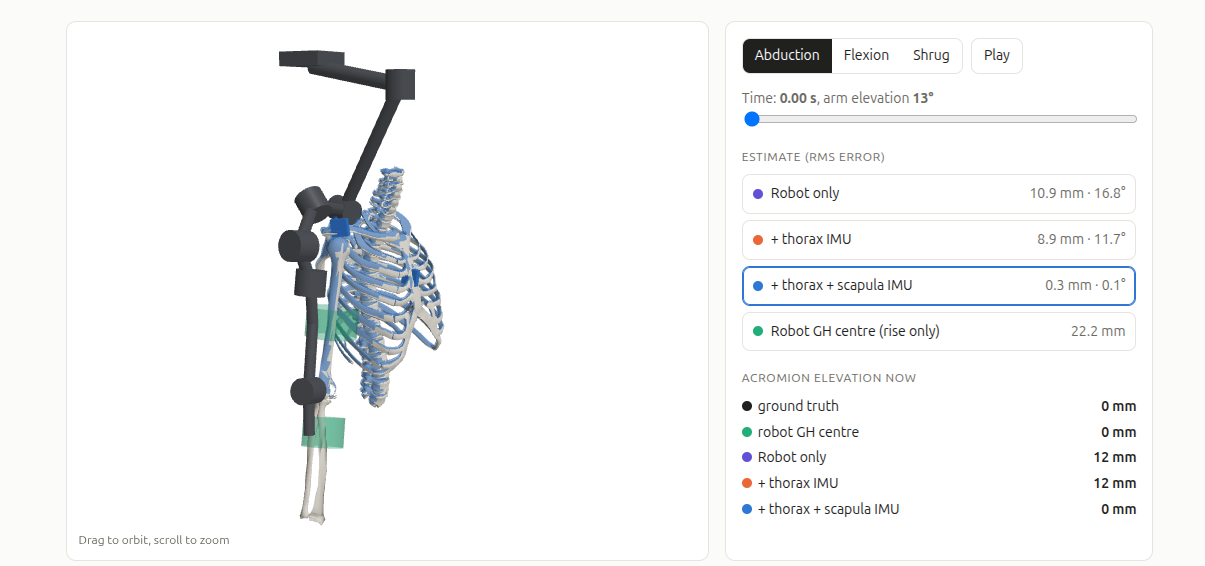 Abduction Flexion Shrug Play
Time: 0.00 s, arm elevation 13°
ESTIMATE (RMS ERROR)
Robot only 10.9 mm · 16.8°
+ thorax IMU 8.9 mm · 11.7°
+ thorax + scapula IMU 0.3 mm · 0.1°
Robot GH centre (rise only) 22.2 mm
ACROMION ELEVATION NOW
ground truth 0 mm
robot GH centre 0 mm
Robot only 12 mm
+ thorax IMU 12 mm
+ thorax + scapula IMU 0 mm
Drag to orbit, scroll to zoom